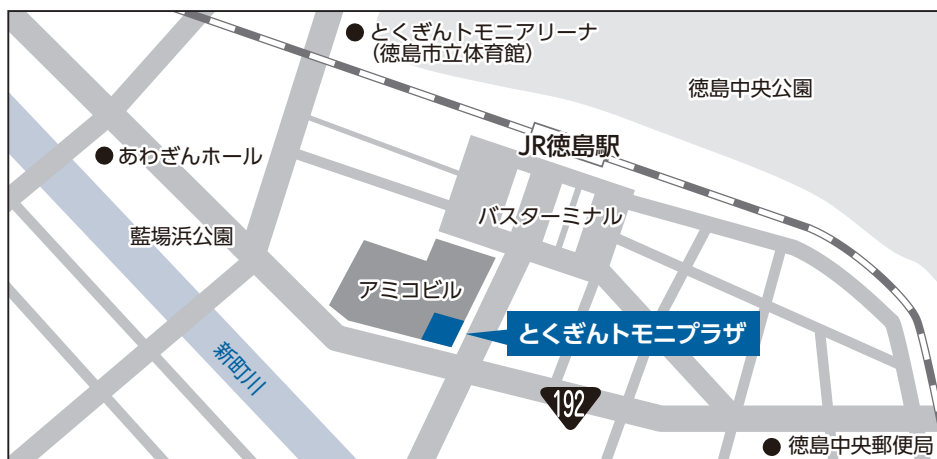 とくぎんトモニアリーナ
(徳島市立体育館)
徳島中央公園
JR徳島駅
あわぎんホール
バスターミナル
藍場浜公園
アミコビル
とくぎんトモニプラザ
新町川
192
徳島中央郵便局